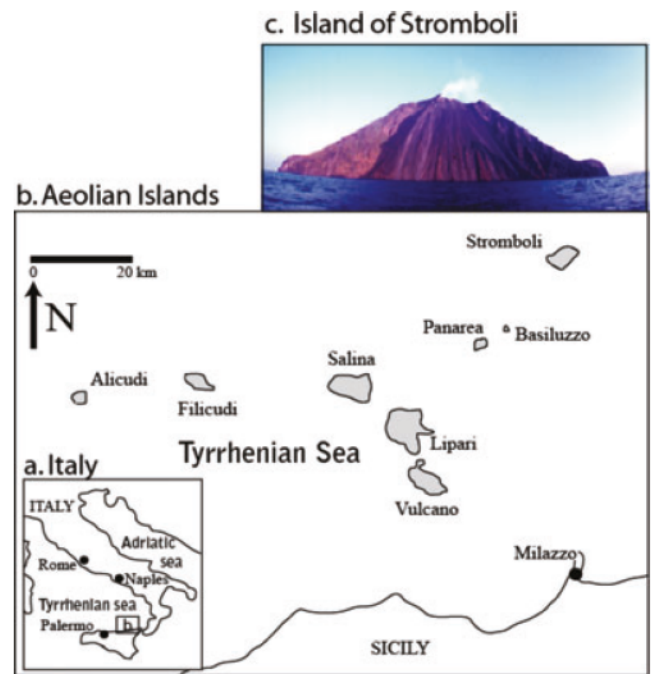 c. Island of Stromboli
b. Aeolian Islands
Stromboli
0 20 km
N
Panarea
Basiluzzo
Salina
Alicudi
Filicudi
Lipari
Tyrrhenian Sea
Vulcano
a. Italy
ITALY
Adriatic
sea
Rome
Naples
Tyrrhenian sea
b
Palermo
Milazzo
SICILY